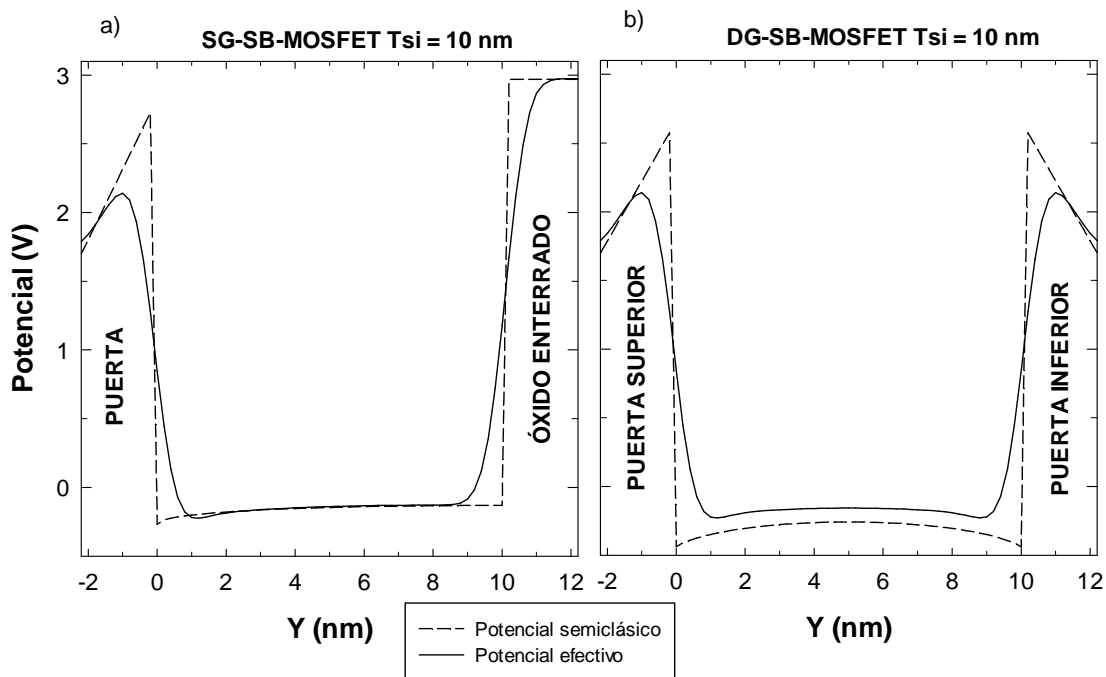 a)
SG-SB-MOSFET Tsi = 10 nm
b)
DG-SB-MOSFET Tsi = 10 nm
3
2
1
0
Potencial (V)
PUERTA
ÓXIDO ENTERRADO
PUERTA SUPERIOR
PUERTA INFERIOR
-2 0 2 4 6 8 10 12
-2 0 2 4 6 8 10 12
Y (nm)
Y (nm)
Potencial semiclásico
Potencial efectivo